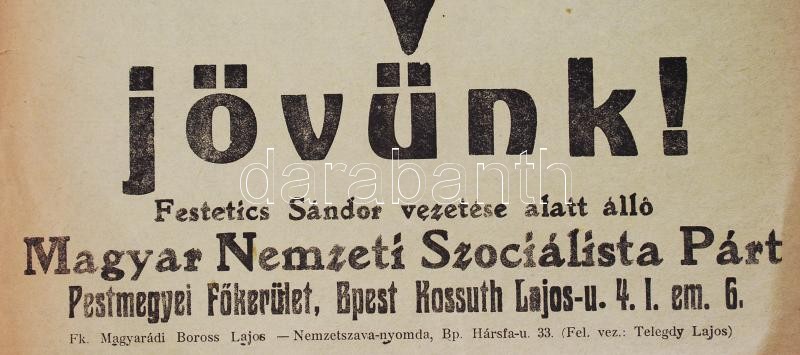 jövünk!
darabanth
Festetics Sándor vezetése alatt álló
Magyar Nemzeti Szociálista Párt
Pestmegyei Főkerület, Bpest Kossuth Lajos-u. 4. I. em. 6.
Fk. Magyarádi Boross Lajos — Nemzetszava-nyomda, Bp. Hársfa-u. 33. (Fel. vez.: Telegdy Lajos)